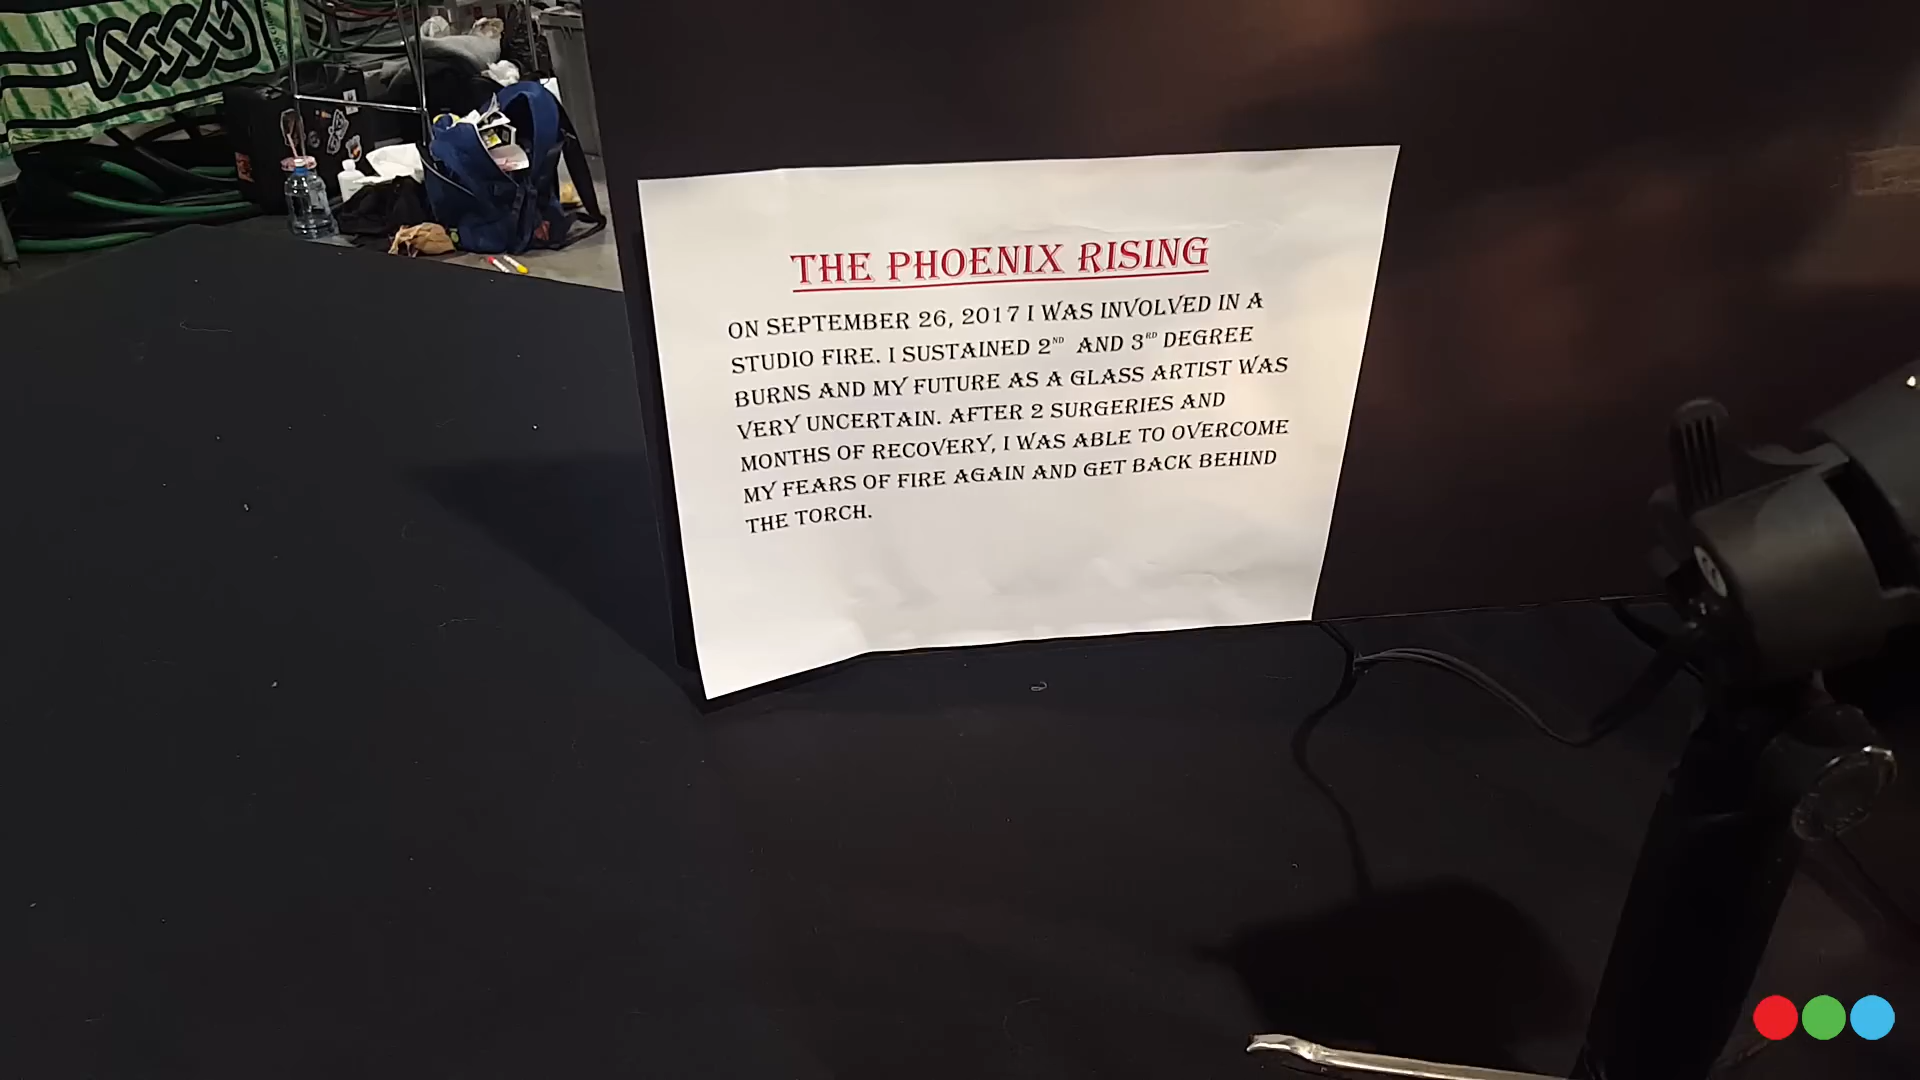 THE PHOENIX RISING
ON SEPTEMBER 26, 2017 I WAS INVOLVED IN A
STUDIO FIRE. I SUSTAINED 2ND AND 3RD DEGREE
BURNS AND MY FUTURE AS A GLASS ARTIST WAS
VERY UNCERTAIN. AFTER 2 SURGERIES AND
MONTHS OF RECOVERY, I WAS ABLE TO OVERCOME
MY FEARS OF FIRE AGAIN AND GET BACK BEHIND
THE TORCH.